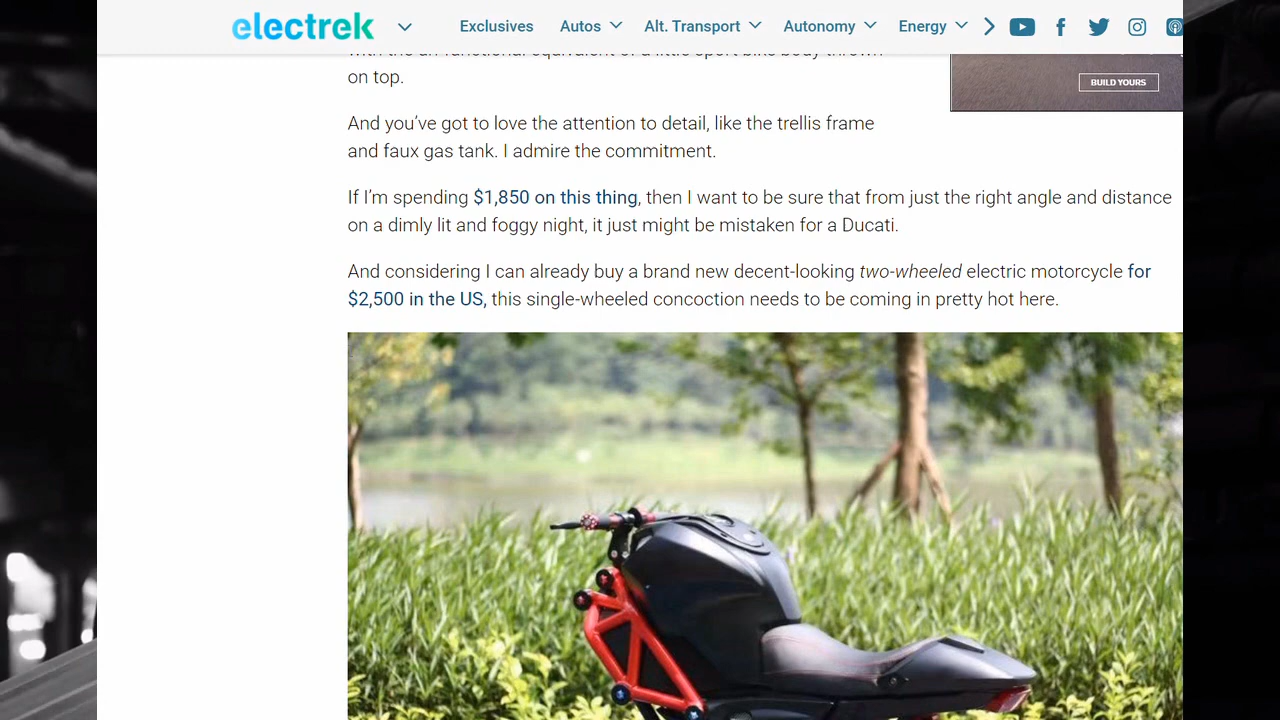 electrek
Exclusives Autos Alt. Transport Autonomy Energy
on top.
BUILD YOURS
And you’ve got to love the attention to detail, like the trellis frame
and faux gas tank. I admire the commitment.
If I’m spending $1,850 on this thing, then I want to be sure that from just the right angle and distance
on a dimly lit and foggy night, it just might be mistaken for a Ducati.
And considering I can already buy a brand new decent-looking two-wheeled electric motorcycle for
$2,500 in the US, this single-wheeled concoction needs to be coming in pretty hot here.